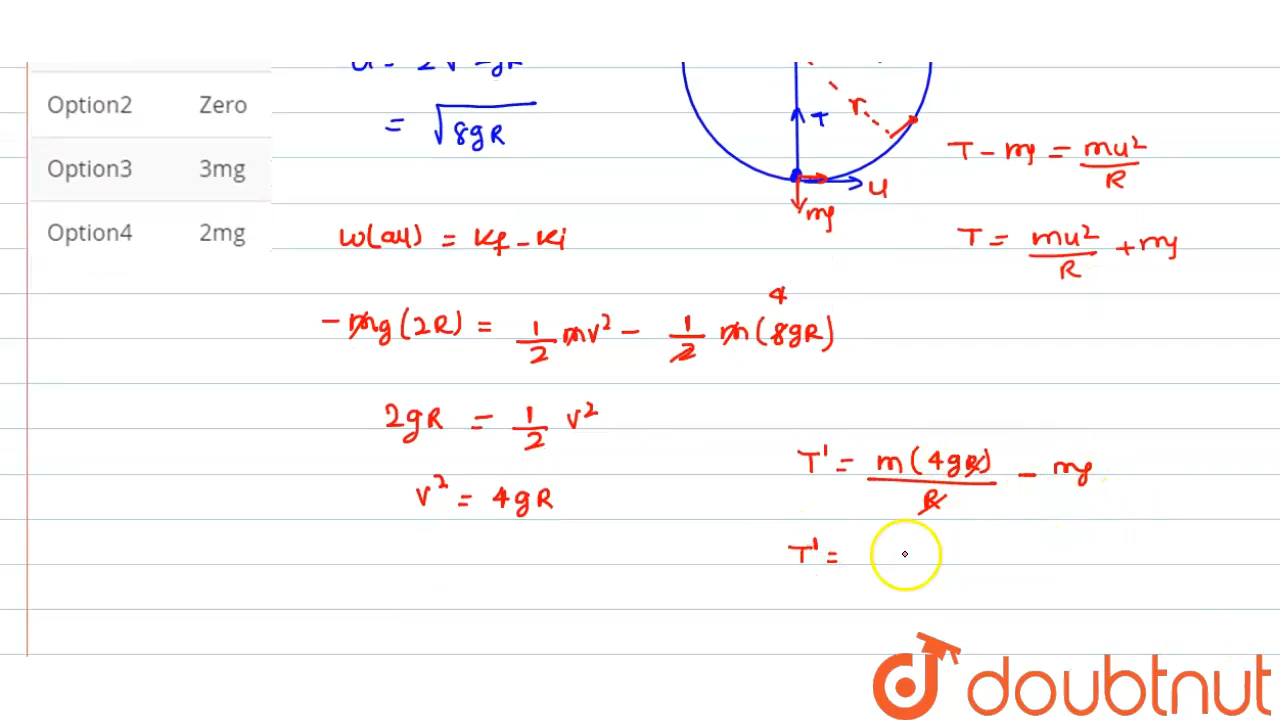 Option2 Zero
= √8gR
Option3 3mg
T - mg = mu²/R
u
mg
r
T
Option4 2mg
W(all) = Kf - Ki
T = mu²/R + mg
- mg(2R) = 1/2 mv² - 1/2 m(8gR)
4
2gR = 1/2 v²
T' = m(4gR)/R - mg
v² = 4gR
T' =
doubtnut